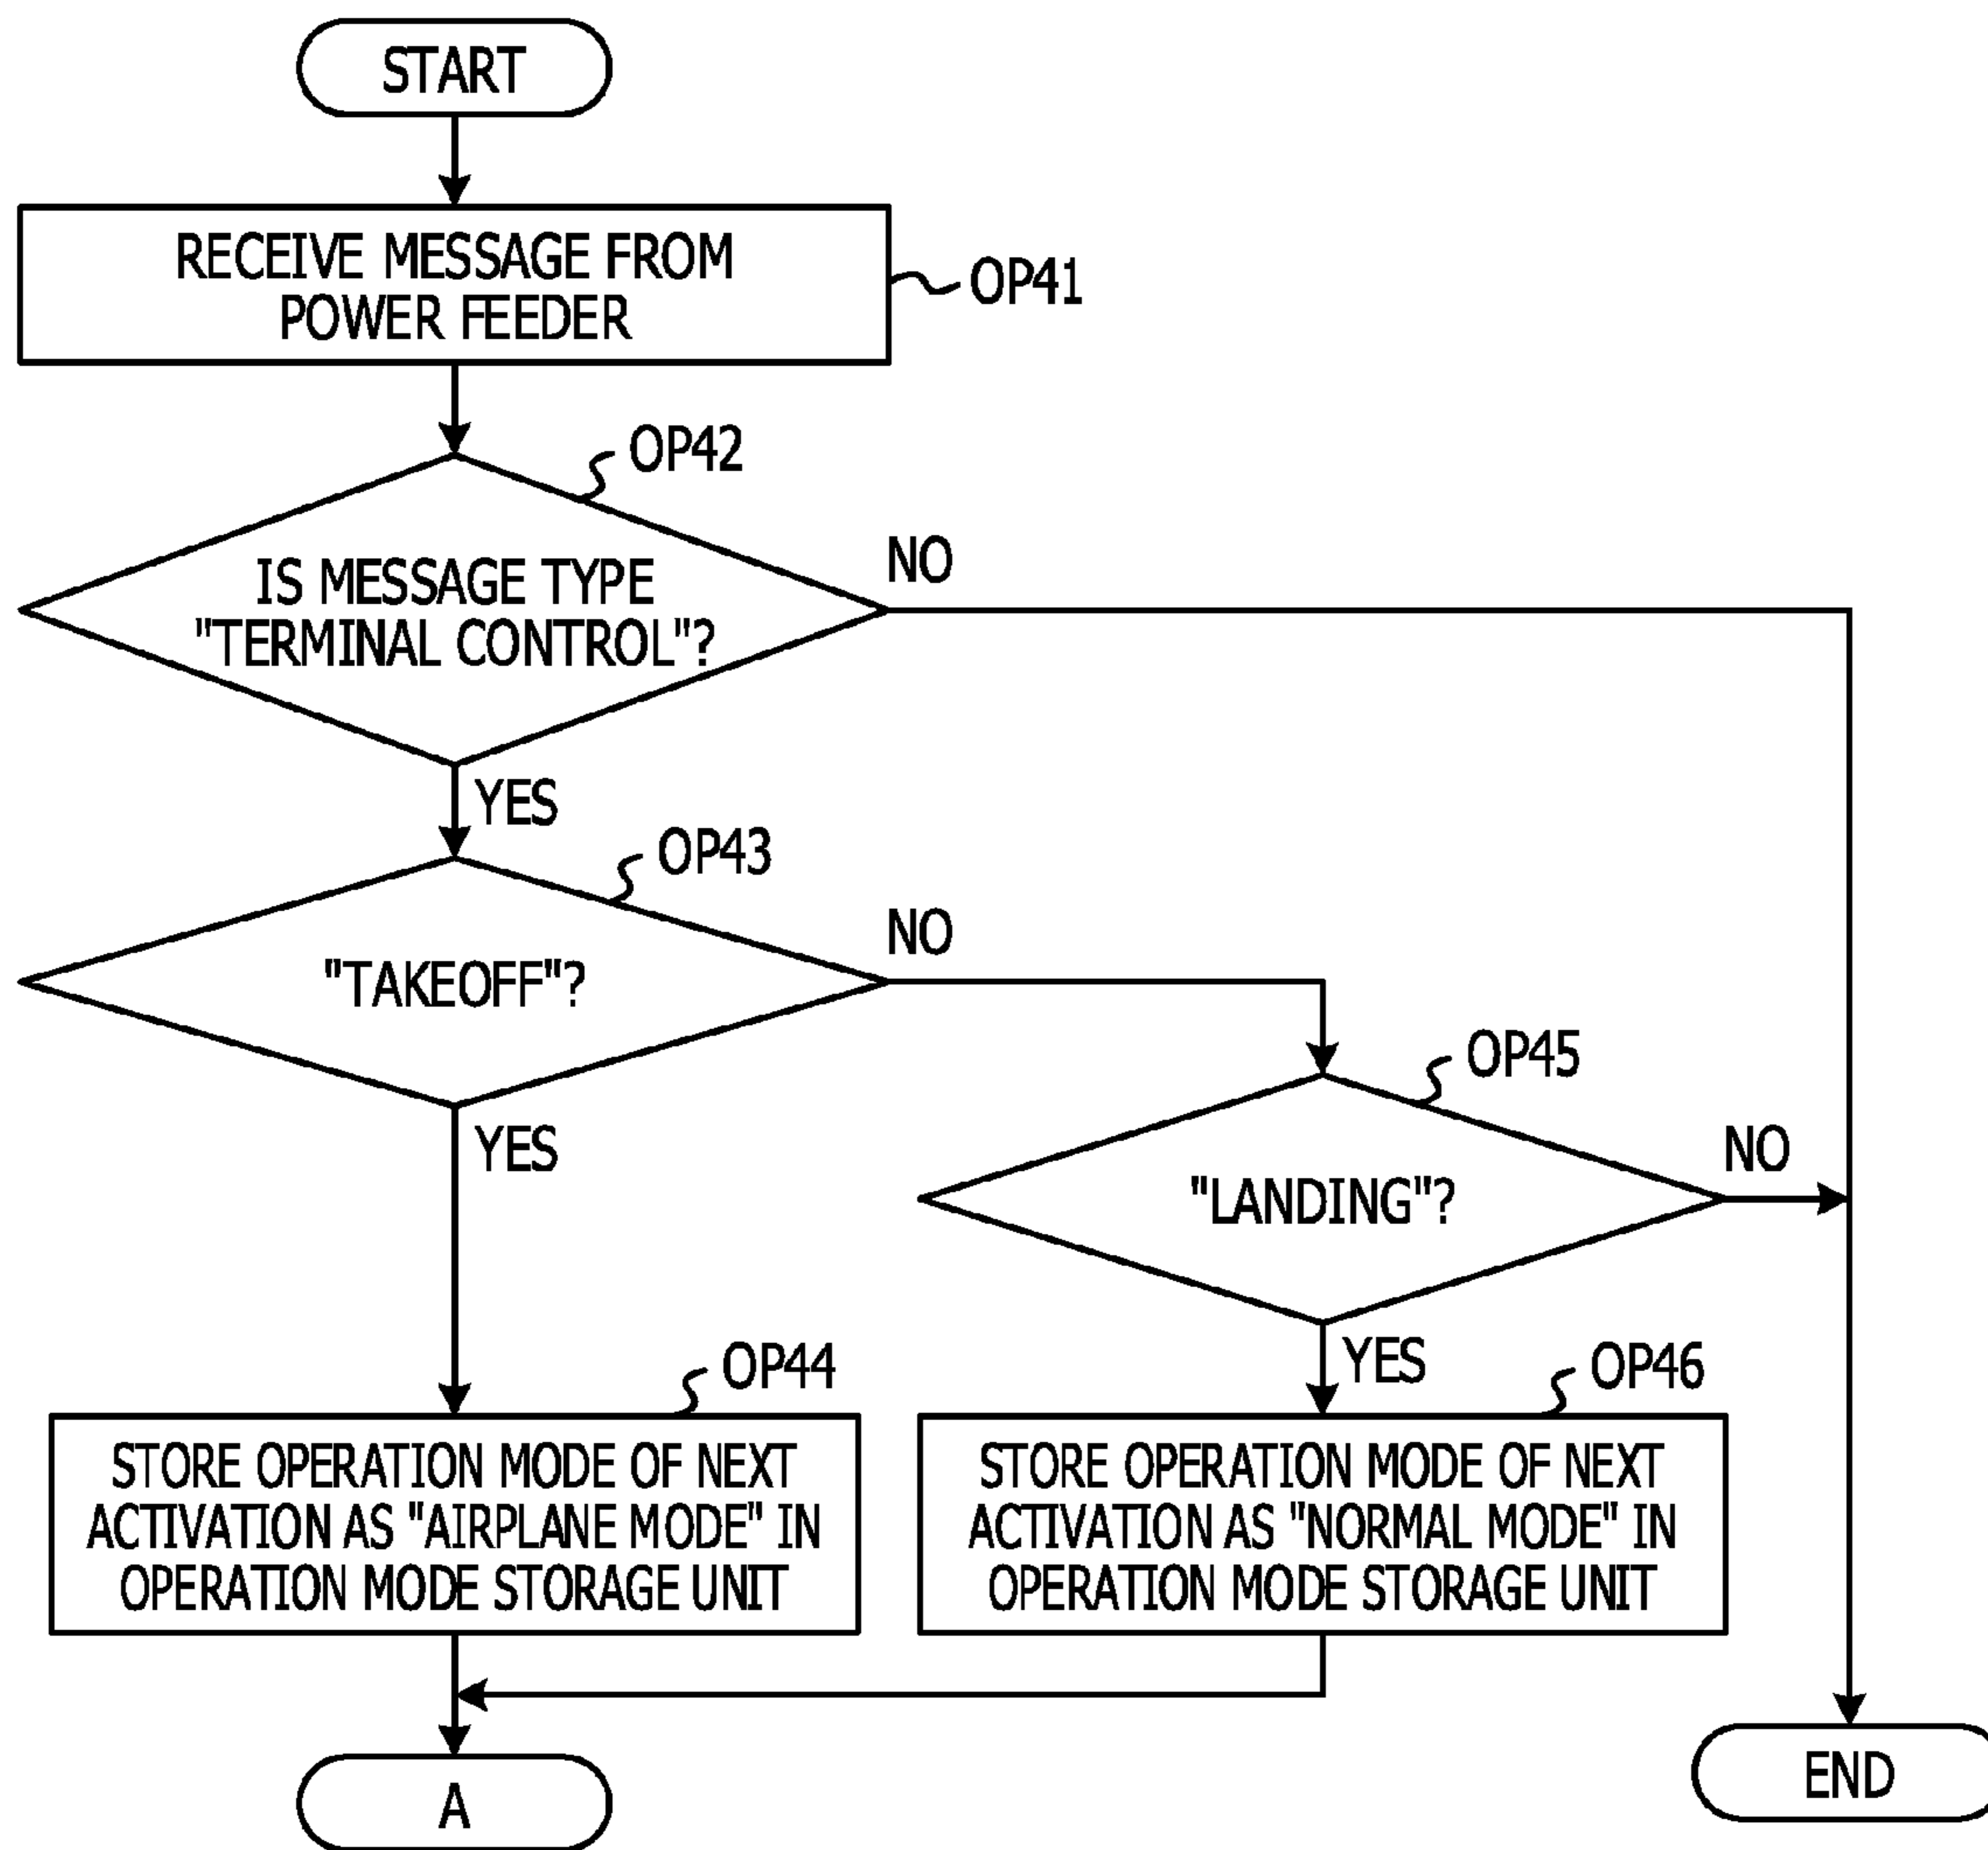 START
RECEIVE MESSAGE FROM
POWER FEEDER
OP41
OP42
IS MESSAGE TYPE
"TERMINAL CONTROL"?
NO
YES
OP43
"TAKEOFF"?
NO
YES
OP45
"LANDING"?
NO
YES
OP44
STORE OPERATION MODE OF NEXT
ACTIVATION AS "AIRPLANE MODE" IN
OPERATION MODE STORAGE UNIT
OP46
STORE OPERATION MODE OF NEXT
ACTIVATION AS "NORMAL MODE" IN
OPERATION MODE STORAGE UNIT
A
END